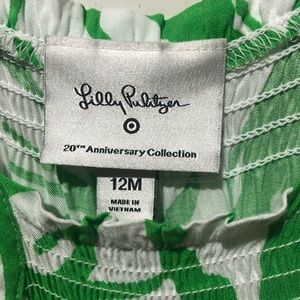 Lilly Pulitzer
20TH Anniversary Collection
12M
MADE IN
VIETNAM